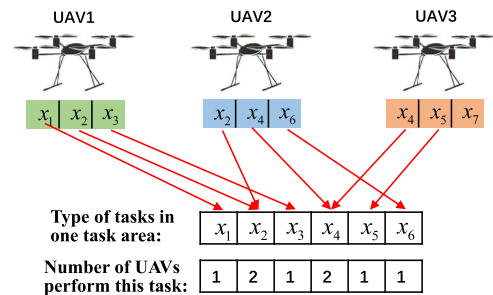 UAV1 UAV2 UAV3
x₁ x₂ x₃ x₂ x₄ x₆ x₄ x₅ x₇
Type of tasks in
one task area: x₁ x₂ x₃ x₄ x₅ x₆
Number of UAVs
perform this task: 1 2 1 2 1 1